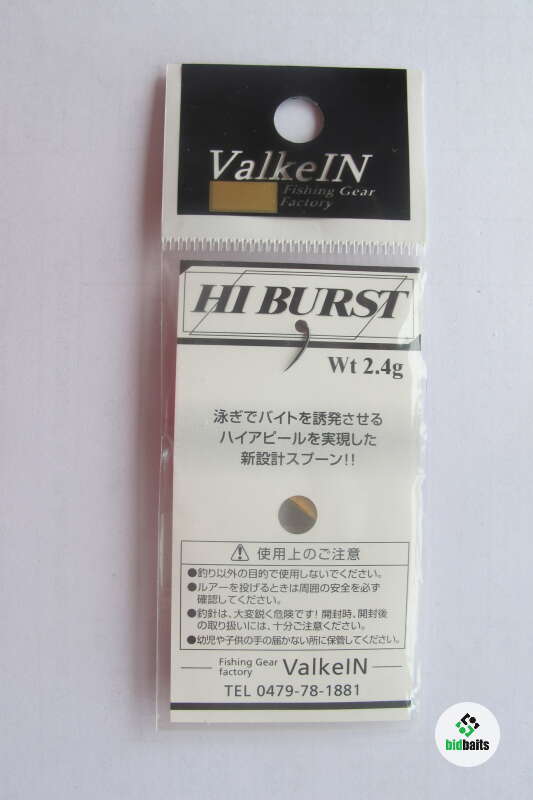 ValkeIN
Fishing Gear
Factory
HI BURST
Wt 2.4g
泳ぎでバイトを誘発させる
ハイアピールを実現した
新設計スプーン!!
使用上のご注意
●釣り以外の目的で使用しないでください。
●ルアーを投げるときは周囲の安全を必ず
確認してください。
●釣針は、大変鋭く危険です！開封時、開封後
の取り扱いには、十分ご注意ください。
●幼児や子供の手の届かない所に保管してください。
Fishing Gear
factory
ValkeIN
TEL 0479-78-1881
bidbaits